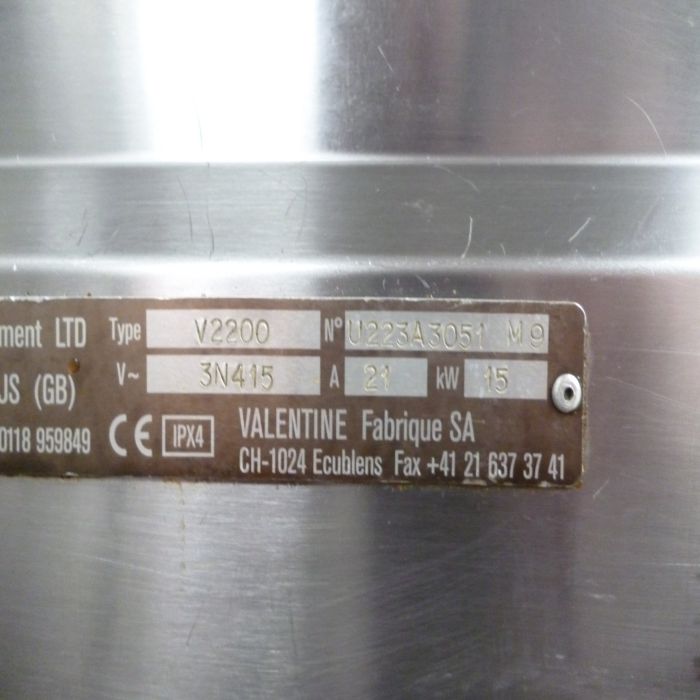 ment LTD Type V2200 N° U223A3051 M9
JS (GB) V~ 3N415 A 21 kW 15
0118 959849 CE IPX4 VALENTINE Fabrique SA
CH-1024 Ecublens Fax +41 21 637 37 41